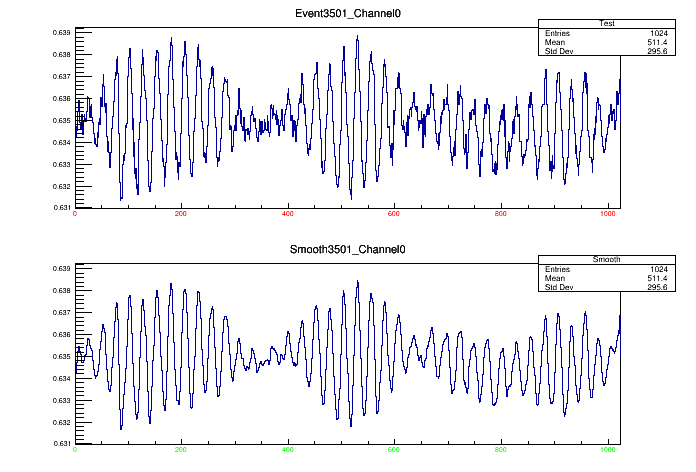 Event3501_Channel0
Test
Entries 1024
Mean 511.4
Std Dev 295.6
0.639
0.638
0.637
0.636
0.635
0.634
0.633
0.632
0.631
0 200 400 600 800 1000
Smooth3501_Channel0
Smooth
Entries 1024
Mean 511.4
Std Dev 295.6
0.639
0.638
0.637
0.636
0.635
0.634
0.633
0.632
0.631
0 200 400 600 800 1000